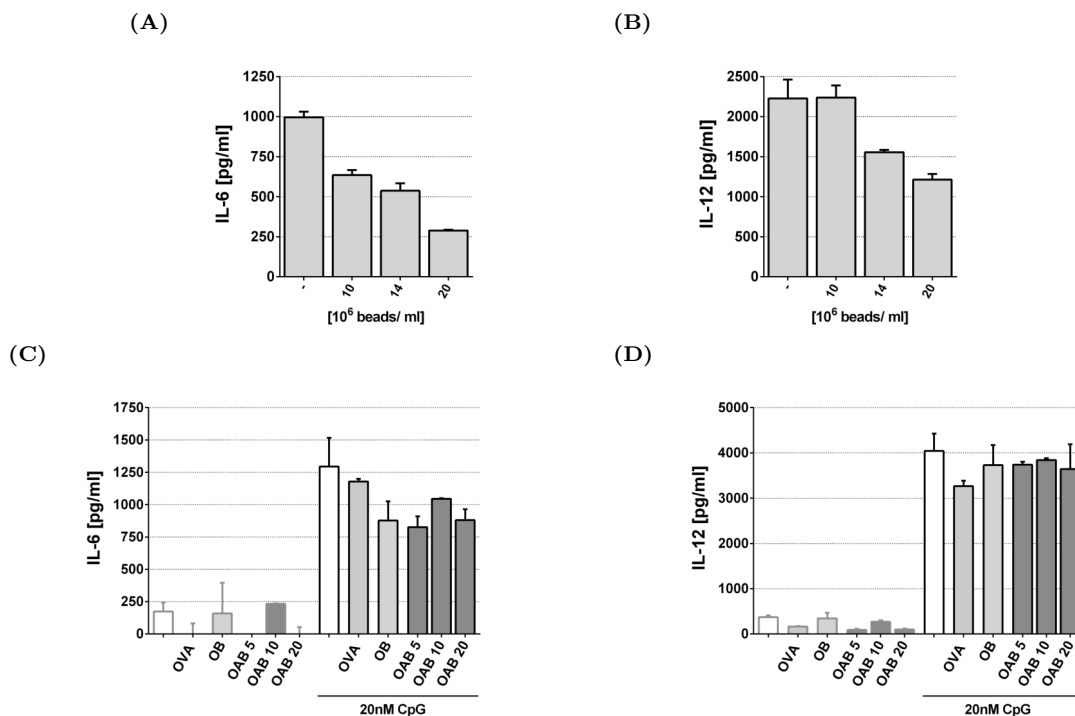 (A)
IL-6 [pg/ml]
1250
1000
750
500
250
0
- 10 14 20
[10⁶ beads/ ml]
(B)
IL-12 [pg/ml]
2500
2000
1500
1000
500
0
- 10 14 20
[10⁶ beads/ ml]
(C)
IL-6 [pg/ml]
1750
1500
1250
1000
750
500
250
0
OVA OB OAB 5 OAB 10 OAB 20 OVA OB OAB 5 OAB 10 OAB 20
20nM CpG
(D)
IL-12 [pg/ml]
5000
4000
3000
2000
1000
0
OVA OB OAB 5 OAB 10 OAB 20 OVA OB OAB 5 OAB 10 OAB 20
20nM CpG